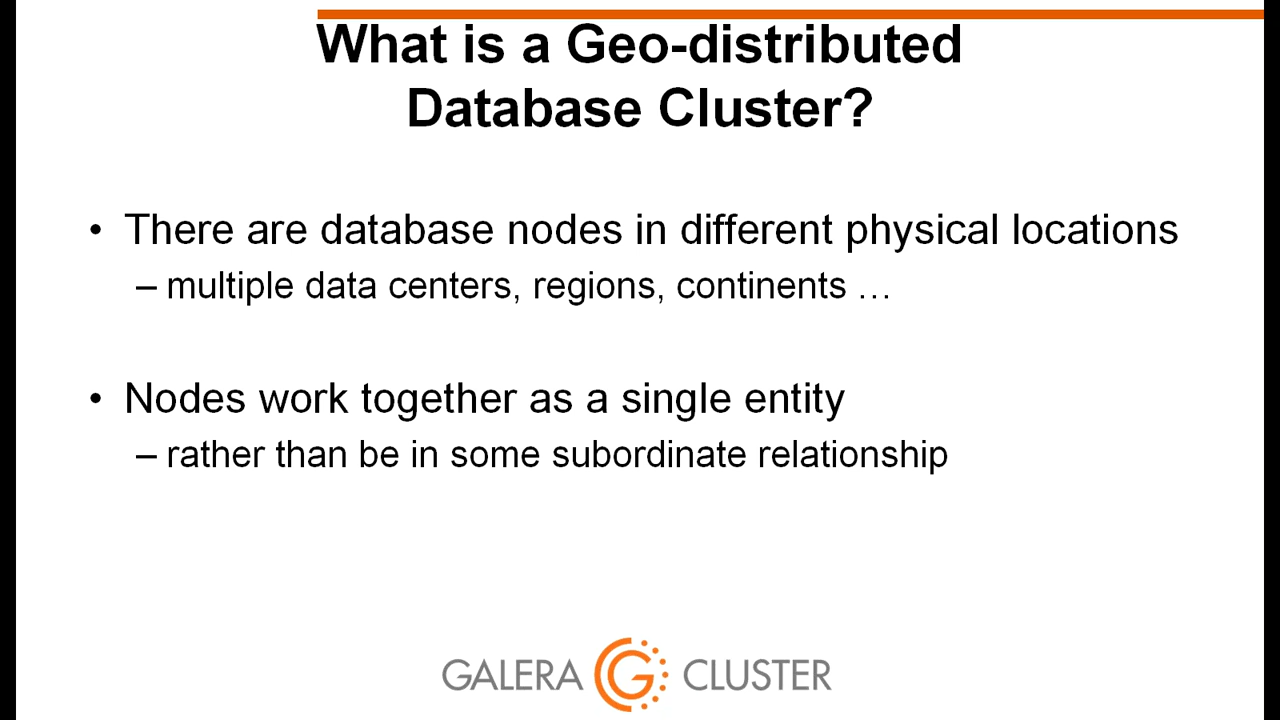 What is a Geo-distributed
Database Cluster?
• There are database nodes in different physical locations
– multiple data centers, regions, continents …
• Nodes work together as a single entity
– rather than be in some subordinate relationship
GALERA CLUSTER